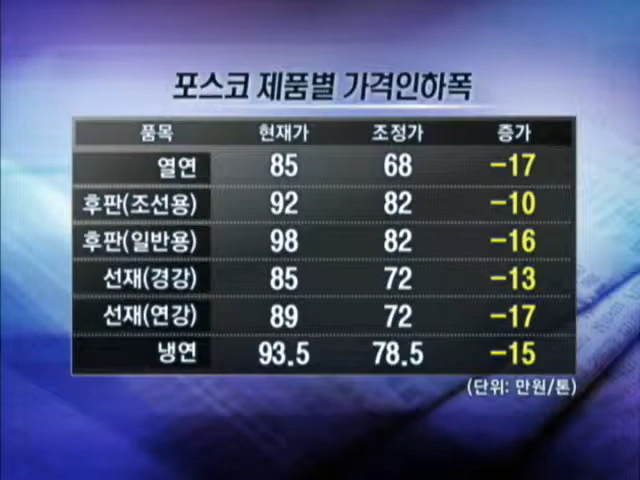 포스코 제품별 가격인하폭
품목 현재가 조정가 증가
열연 85 68 -17
후판(조선용) 92 82 -10
후판(일반용) 98 82 -16
선재(경강) 85 72 -13
선재(연강) 89 72 -17
냉연 93.5 78.5 -15
(단위: 만원/톤)